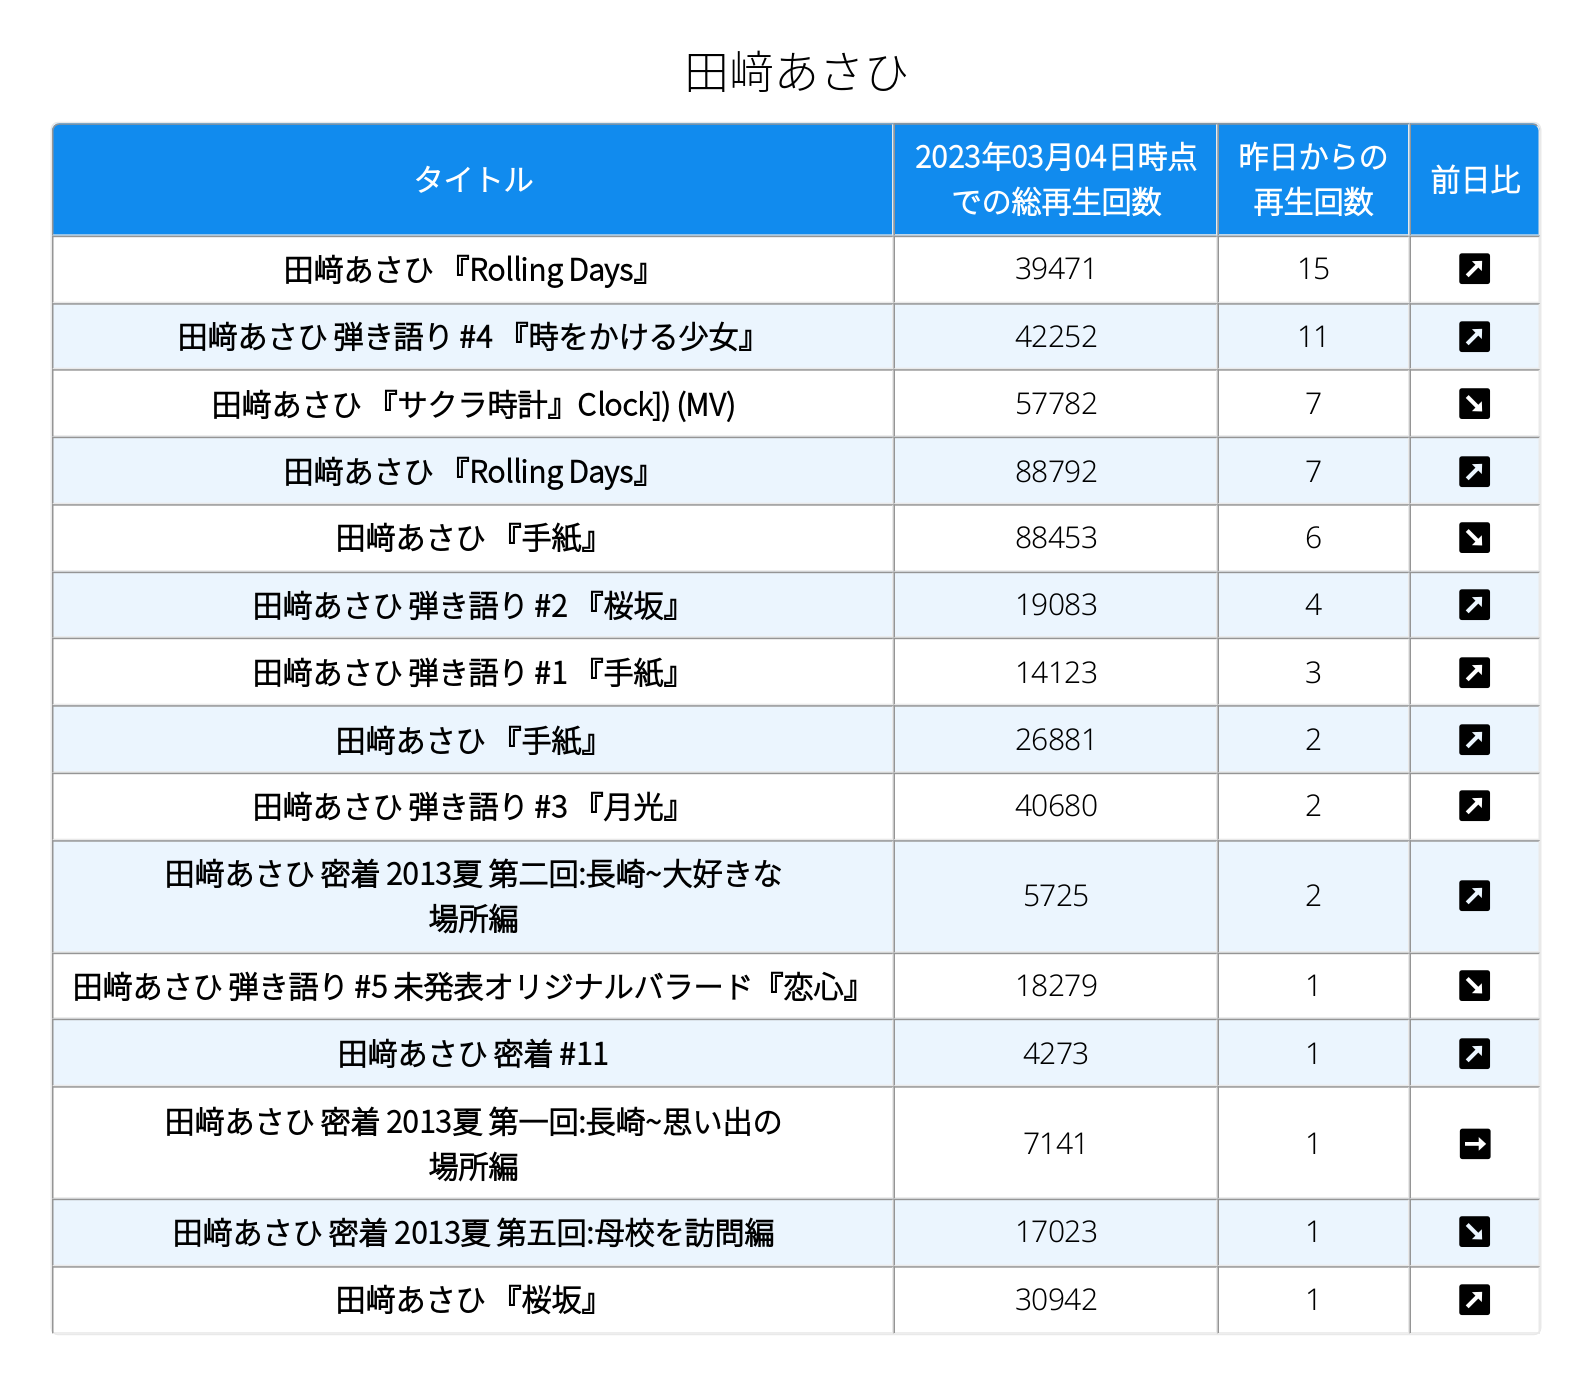 田﨑あさひ
タイトル
2023年03月04日時点
での総再生回数
昨日からの
再生回数
前日比
田﨑あさひ 『Rolling Days』 39471 15
田﨑あさひ 弾き語り #4 『時をかける少女』 42252 11
田﨑あさひ 『サクラ時計』Clock]) (MV) 57782 7
田﨑あさひ 『Rolling Days』 88792 7
田﨑あさひ 『手紙』 88453 6
田﨑あさひ 弾き語り #2 『桜坂』 19083 4
田﨑あさひ 弾き語り #1 『手紙』 14123 3
田﨑あさひ 『手紙』 26881 2
田﨑あさひ 弾き語り #3 『月光』 40680 2
田﨑あさひ 密着 2013夏 第二回:長崎~大好きな
場所編 5725 2
田﨑あさひ 弾き語り #5 未発表オリジナルバラード『恋心』 18279 1
田﨑あさひ 密着 #11 4273 1
田﨑あさひ 密着 2013夏 第一回:長崎~思い出の
場所編 7141 1
田﨑あさひ 密着 2013夏 第五回:母校を訪問編 17023 1
田﨑あさひ 『桜坂』 30942 1